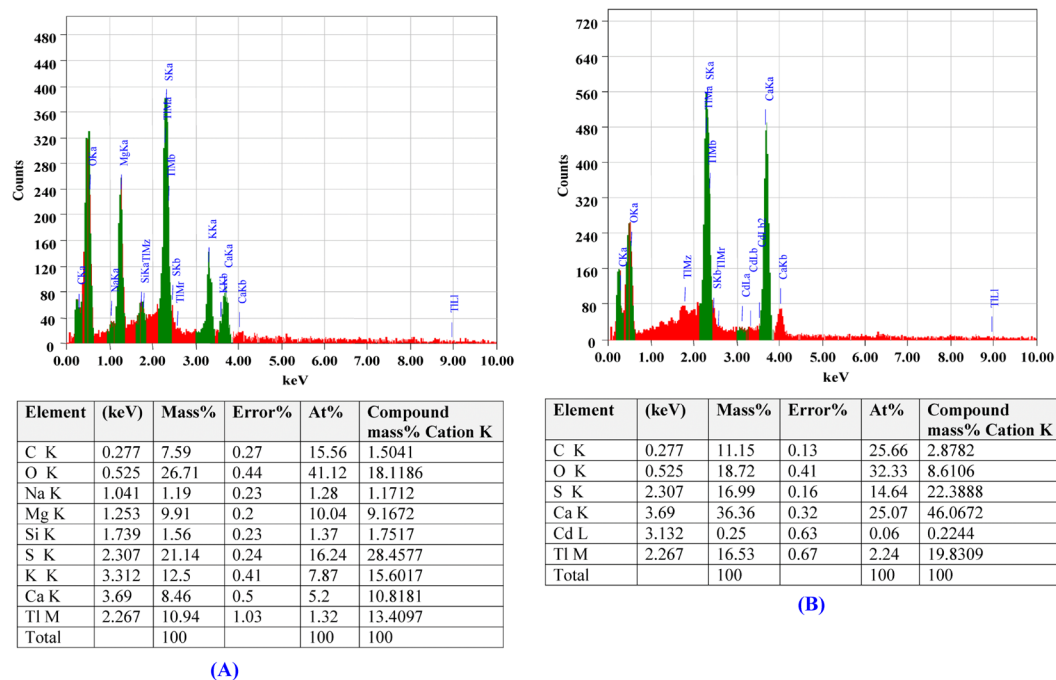 480
440
400
360
320
280
240
200
160
120
80
40
0
Counts
0.00 1.00 2.00 3.00 4.00 5.00 6.00 7.00 8.00 9.00 10.00
keV
CKa
OKa
NaKa
MgKa
SiKa
TlMz
SKa
TlMa
TlMb
SKb
TlMr
KKa
KKb
CaKa
CaKb
TlLl
Element (keV) Mass% Error% At% Compound
mass% Cation K
C K 0.277 7.59 0.27 15.56 1.5041
O K 0.525 26.71 0.44 41.12 18.1186
Na K 1.041 1.19 0.23 1.28 1.1712
Mg K 1.253 9.91 0.2 10.04 9.1672
Si K 1.739 1.56 0.23 1.37 1.7517
S K 2.307 21.14 0.24 16.24 28.4577
K K 3.312 12.5 0.41 7.87 15.6017
Ca K 3.69 8.46 0.5 5.2 10.8181
Tl M 2.267 10.94 1.03 1.32 13.4097
Total 100 100 100
(A)
720
640
560
480
400
320
240
160
80
0
Counts
0.00 1.00 2.00 3.00 4.00 5.00 6.00 7.00 8.00 9.00 10.00
keV
CKa
OKa
TlMz
TlMa
SKa
TlMb
SKb
TlMr
CdLa
CdLb
CdLb2
CaKa
CaKb
TlLl
Element (keV) Mass% Error% At% Compound
mass% Cation K
C K 0.277 11.15 0.13 25.66 2.8782
O K 0.525 18.72 0.41 32.33 8.6106
S K 2.307 16.99 0.16 14.64 22.3888
Ca K 3.69 36.36 0.32 25.07 46.0672
Cd L 3.132 0.25 0.63 0.06 0.2244
Tl M 2.267 16.53 0.67 2.24 19.8309
Total 100 100 100
(B)